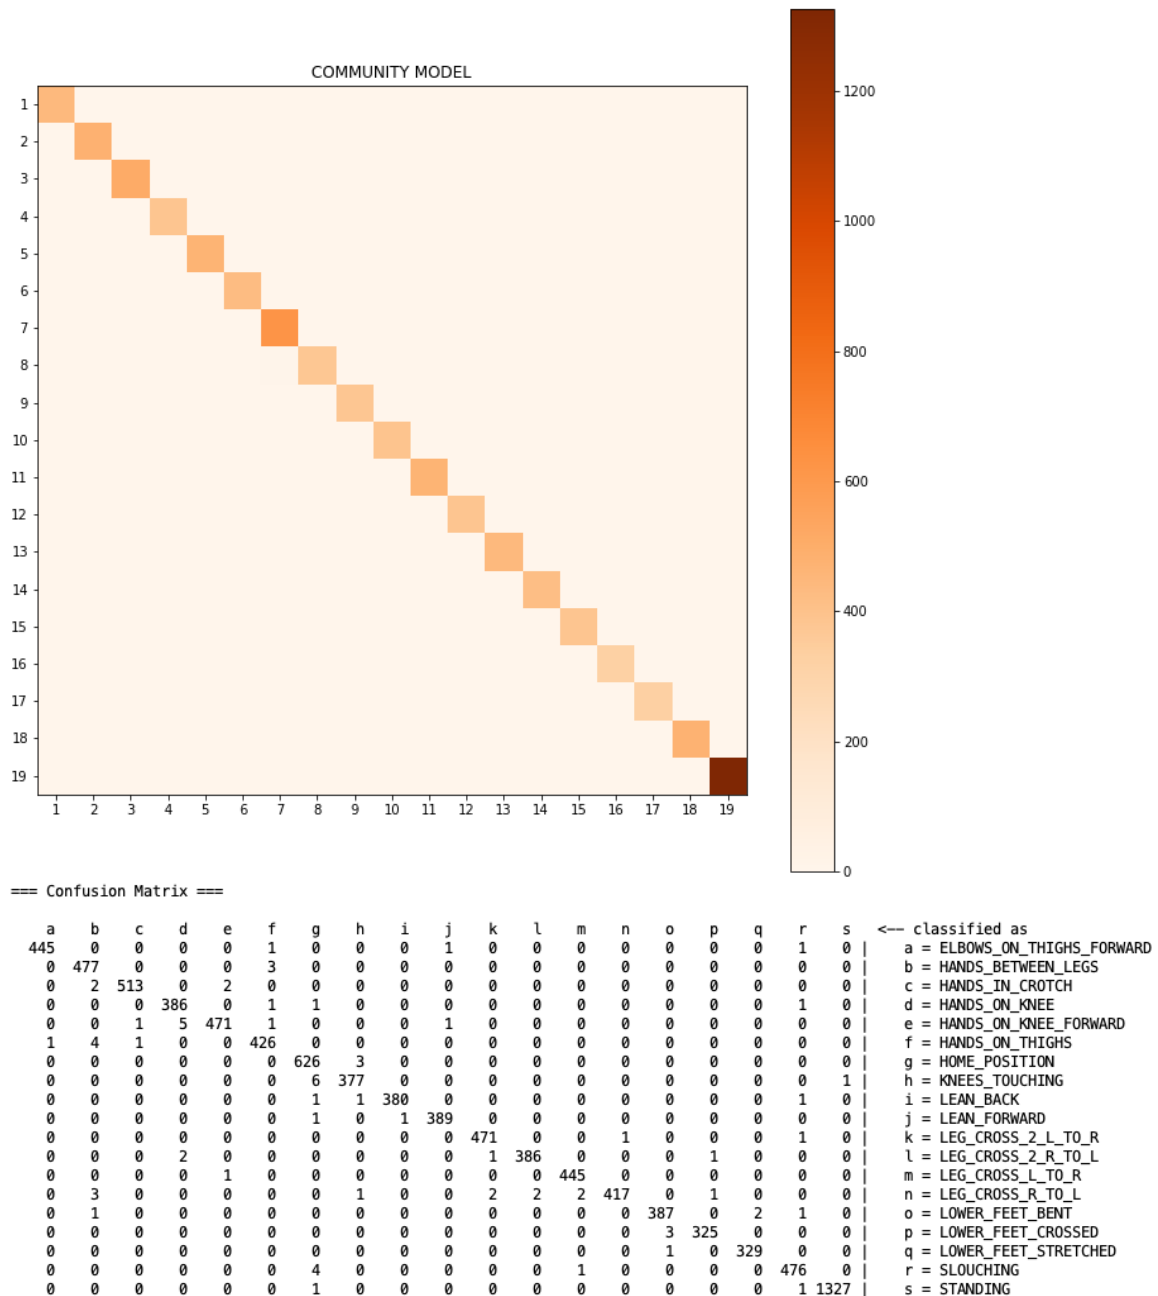 COMMUNITY MODEL
1
2
3
4
5
6
7
8
9
10
11
12
13
14
15
16
17
18
19
1 2 3 4 5 6 7 8 9 10 11 12 13 14 15 16 17 18 19
1200
1000
800
600
400
200
0
=== Confusion Matrix ===
a b c d e f g h i j k l m n o p q r s <-- classified as
445 0 0 0 0 1 0 0 0 1 0 0 0 0 0 0 0 1 0 | a = ELBOWS_ON_THIGHS_FORWARD
0 477 0 0 0 3 0 0 0 0 0 0 0 0 0 0 0 0 0 | b = HANDS_BETWEEN_LEGS
0 2 513 0 2 0 0 0 0 0 0 0 0 0 0 0 0 0 0 | c = HANDS_IN_CROTCH
0 0 0 386 0 1 1 0 0 0 0 0 0 0 0 0 0 1 0 | d = HANDS_ON_KNEE
0 0 1 5 471 1 0 0 0 1 0 0 0 0 0 0 0 0 0 | e = HANDS_ON_KNEE_FORWARD
1 4 1 0 0 426 0 0 0 0 0 0 0 0 0 0 0 0 0 | f = HANDS_ON_THIGHS
0 0 0 0 0 0 626 3 0 0 0 0 0 0 0 0 0 0 0 | g = HOME_POSITION
0 0 0 0 0 0 6 377 0 0 0 0 0 0 0 0 0 0 1 | h = KNEES_TOUCHING
0 0 0 0 0 0 1 1 380 0 0 0 0 0 0 0 0 1 0 | i = LEAN_BACK
0 0 0 0 0 0 1 0 1 389 0 0 0 0 0 0 0 0 0 | j = LEAN_FORWARD
0 0 0 0 0 0 0 0 0 0 471 0 0 1 0 0 0 1 0 | k = LEG_CROSS_2_L_TO_R
0 0 0 2 0 0 0 0 0 0 1 386 0 0 0 1 0 0 0 | l = LEG_CROSS_2_R_TO_L
0 0 0 0 1 0 0 0 0 0 0 0 445 0 0 0 0 0 0 | m = LEG_CROSS_L_TO_R
0 3 0 0 0 0 0 1 0 0 2 2 2 417 0 1 0 0 0 | n = LEG_CROSS_R_TO_L
0 1 0 0 0 0 0 0 0 0 0 0 0 0 387 0 2 1 0 | o = LOWER_FEET_BENT
0 0 0 0 0 0 0 0 0 0 0 0 0 0 3 325 0 0 0 | p = LOWER_FEET_CROSSED
0 0 0 0 0 0 0 0 0 0 0 0 0 0 1 0 329 0 0 | q = LOWER_FEET_STRETCHED
0 0 0 0 0 0 4 0 0 0 0 0 1 0 0 0 0 476 0 | r = SLOUCHING
0 0 0 0 0 0 1 0 0 0 0 0 0 0 0 0 0 1 1327 | s = STANDING